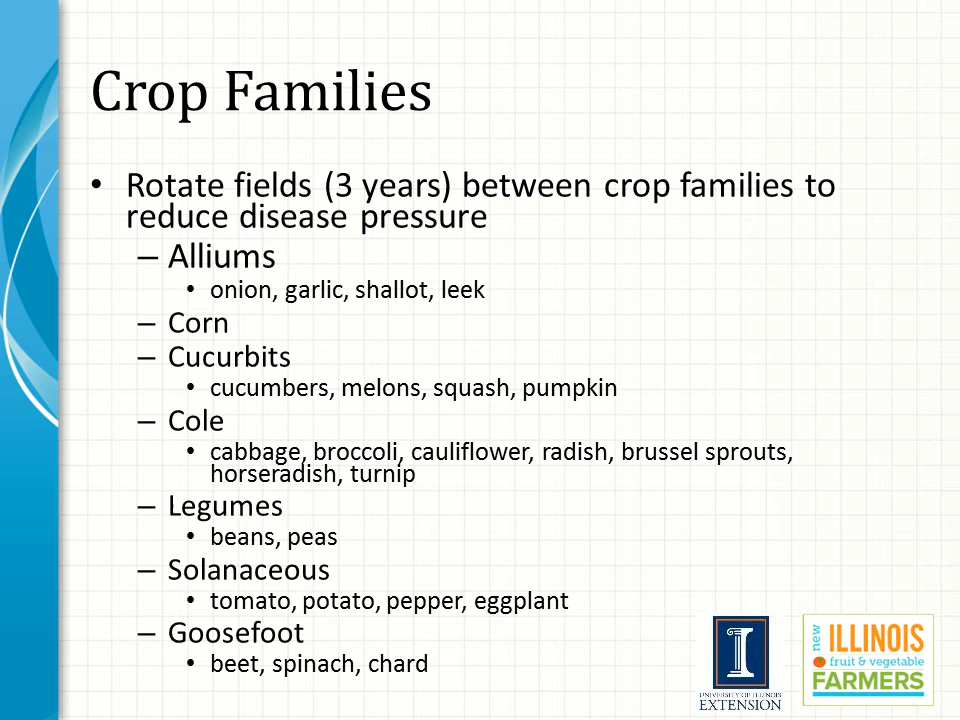 Crop Families
• Rotate fields (3 years) between crop families to
reduce disease pressure
– Alliums
• onion, garlic, shallot, leek
– Corn
– Cucurbits
• cucumbers, melons, squash, pumpkin
– Cole
• cabbage, broccoli, cauliflower, radish, brussel sprouts,
horseradish, turnip
– Legumes
• beans, peas
– Solanaceous
• tomato, potato, pepper, eggplant
– Goosefoot
• beet, spinach, chard
UNIVERSITY OF ILLINOIS
EXTENSION
new
ILLINOIS
fruit & vegetable
FARMERS